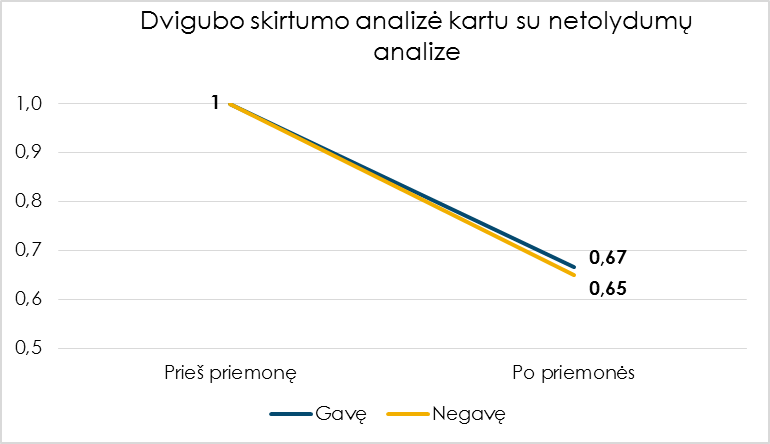 Dvigubo skirtumo analizė kartu su netolydumų
analize
1,0
0,9
0,8
0,7
0,6
0,5
1
0,67
0,65
Prieš priemonę
Po priemonės
Gavę
Negavę